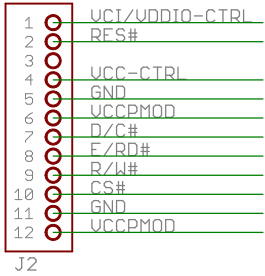 1 VCI/VDDIO-CTRL
2 RES#
3
4 VCC-CTRL
5 GND
6 VCCPMOD
7 D/C#
8 E/RD#
9 R/W#
10 CS#
11 GND
12 VCCPMOD
J2